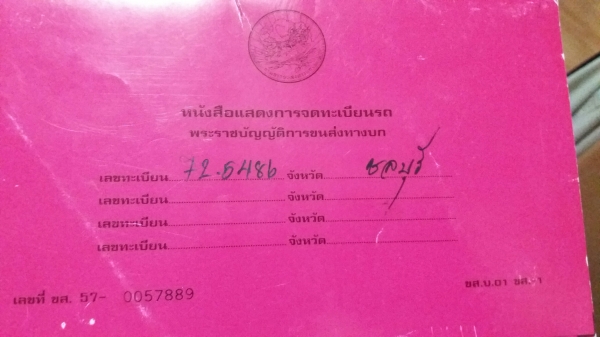 หนังสือแสดงการจดทะเบียนรถ
พระราชบัญญัติการขนส่งทางบก
เลขทะเบียน 72-5486 จังหวัด ชลบุรี
เลขทะเบียน จังหวัด
เลขทะเบียน จังหวัด
เลขทะเบียน จังหวัด
เลขที่ ขส. 57- 0057889
ขส.บ.01 ขส.